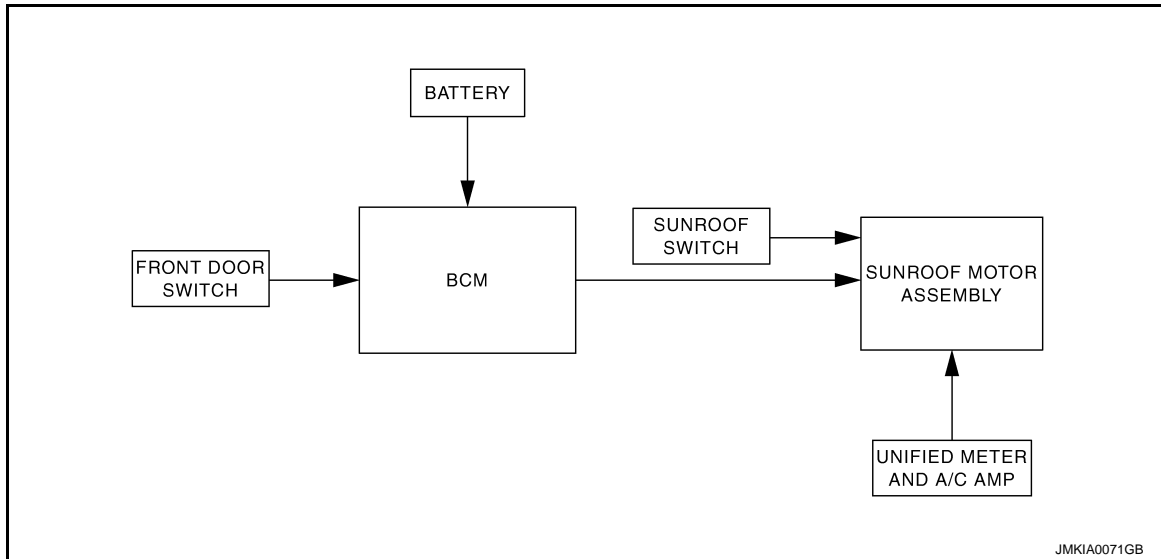 BATTERY
SUNROOF
SWITCH
FRONT DOOR
SWITCH
BCM
SUNROOF MOTOR
ASSEMBLY
UNIFIED METER
AND A/C AMP
JMKIA0071GB